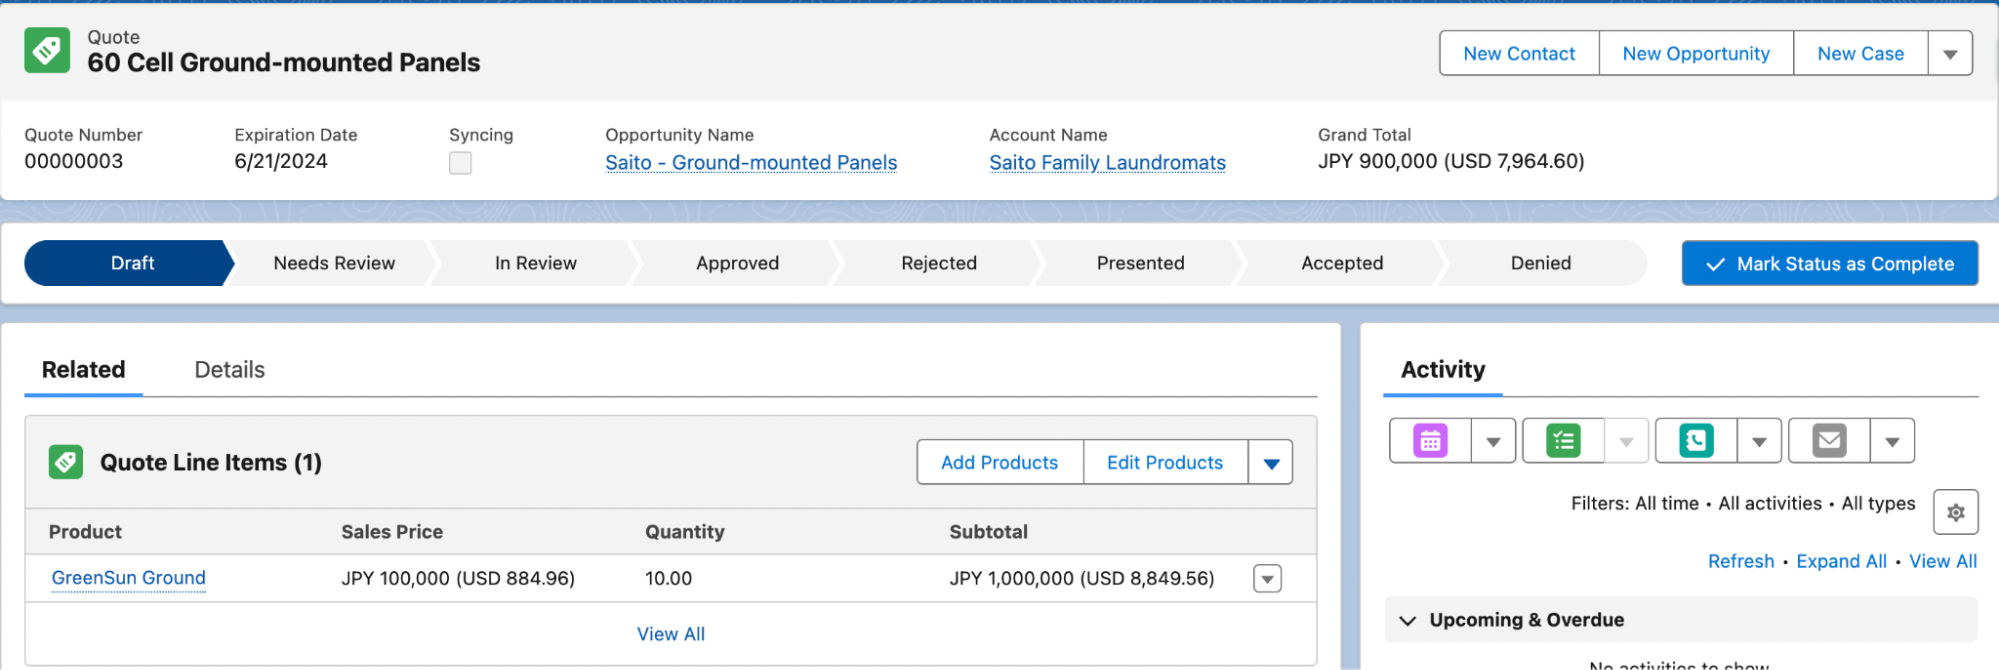 Quote
60 Cell Ground-mounted Panels
New Contact
New Opportunity
New Case
Quote Number
00000003
Expiration Date
6/21/2024
Syncing
Opportunity Name
Saito - Ground-mounted Panels
Account Name
Saito Family Laundromats
Grand Total
JPY 900,000 (USD 7,964.60)
Draft
Needs Review
In Review
Approved
Rejected
Presented
Accepted
Denied
Mark Status as Complete
Related
Details
Quote Line Items (1)
Add Products
Edit Products
Product
Sales Price
Quantity
Subtotal
GreenSun Ground
JPY 100,000 (USD 884.96)
10.00
JPY 1,000,000 (USD 8,849.56)
View All
Activity
Filters: All time • All activities • All types
Refresh • Expand All • View All
Upcoming & Overdue
No activities to show